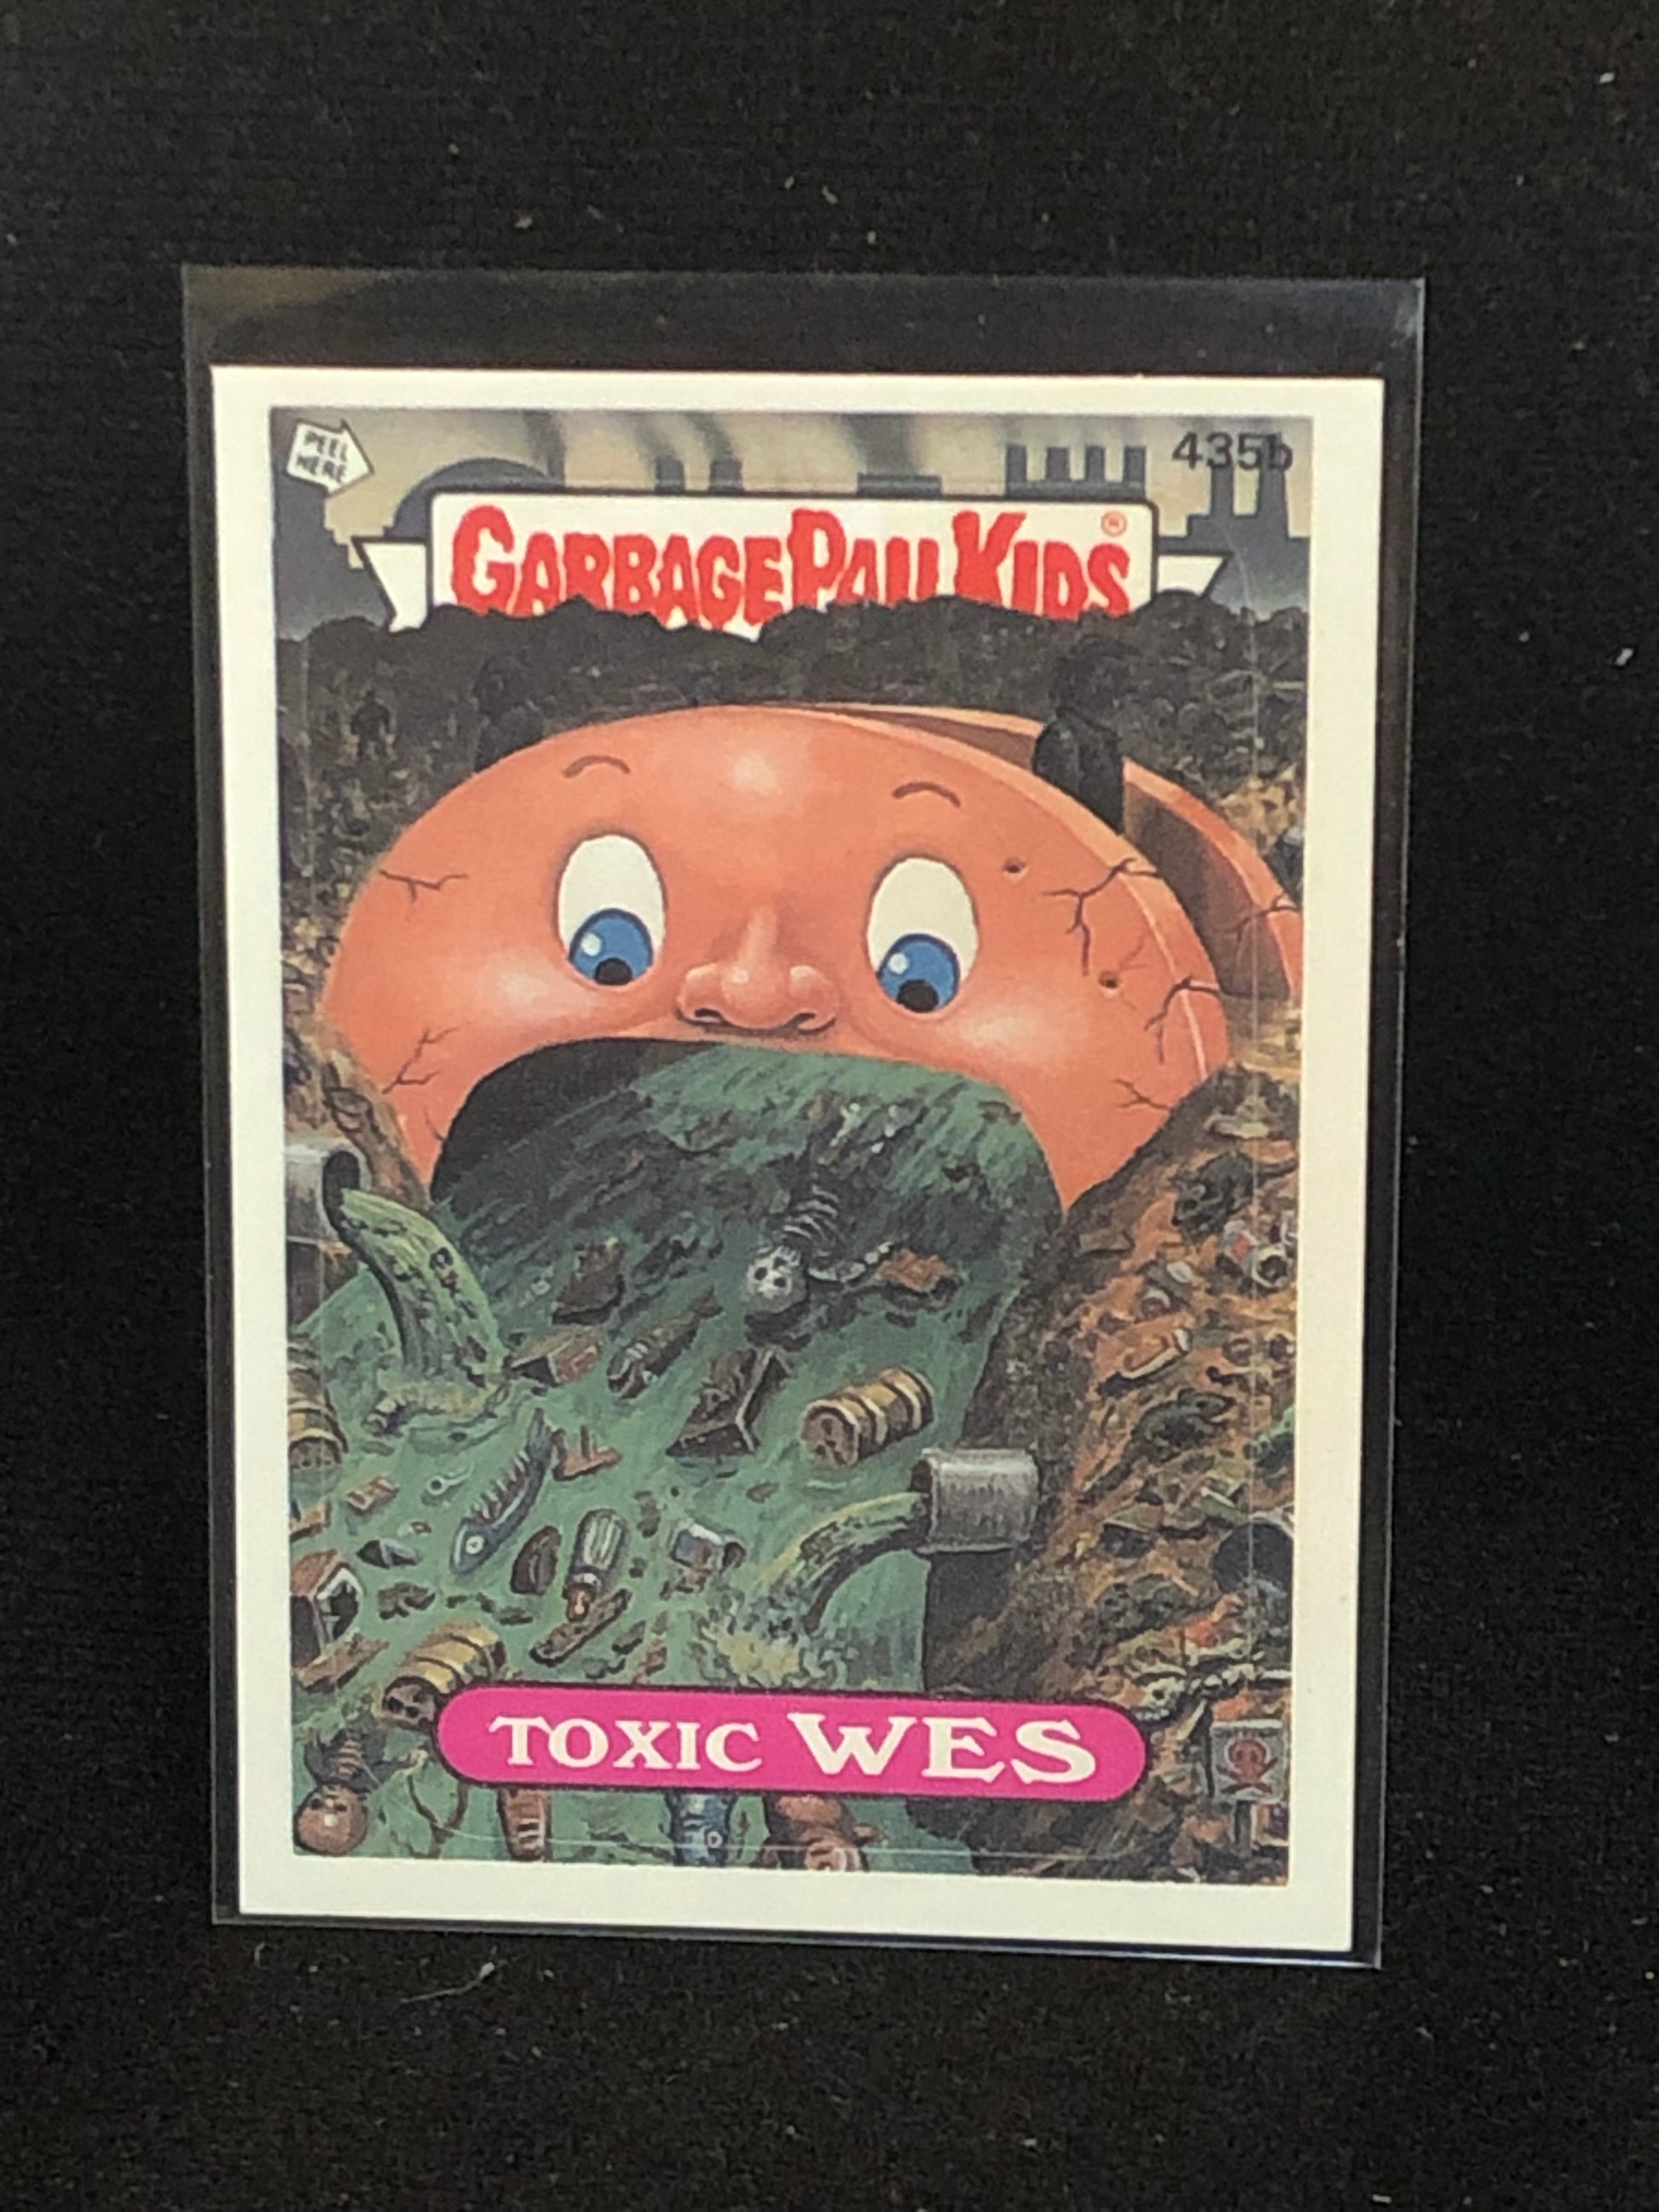 PEEL
HERE
435b
GARBAGE PAIL KIDS®
TOXIC WES